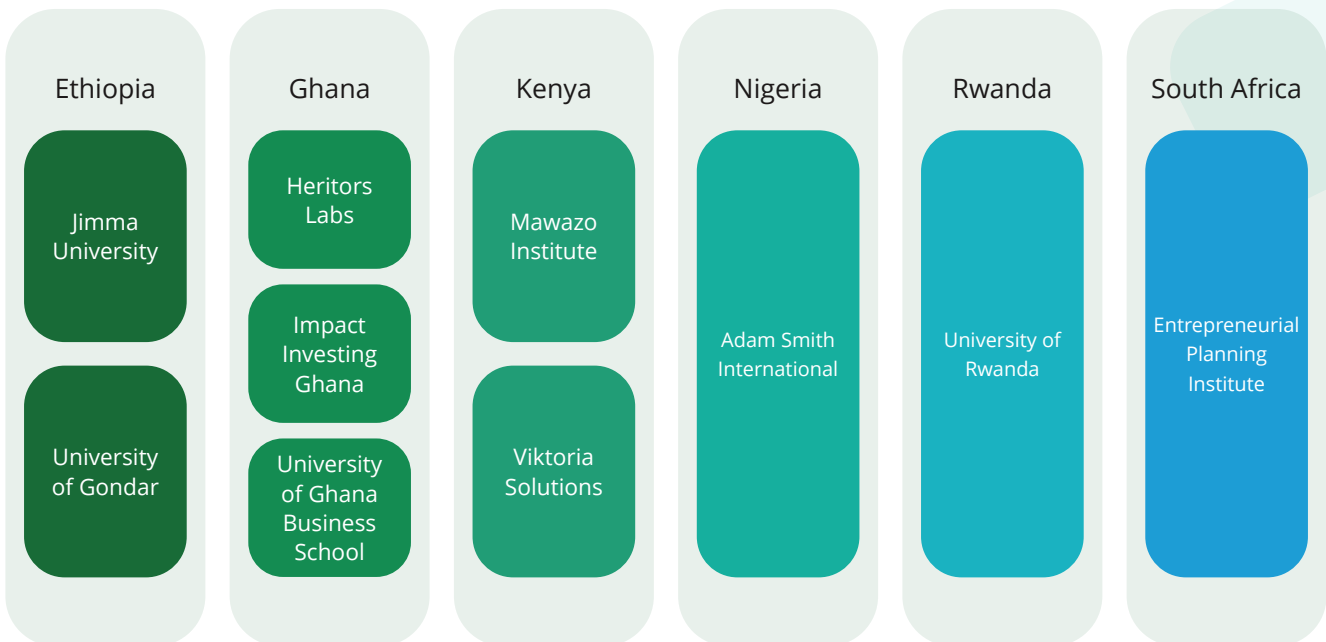 Ethiopia
Jimma
University
University
of Gondar
Ghana
Heritors
Labs
Impact
Investing
Ghana
University
of Ghana
Business
School
Kenya
Mawazo
Institute
Viktoria
Solutions
Nigeria
Adam Smith
International
Rwanda
University of
Rwanda
South Africa
Entrepreneurial
Planning
Institute